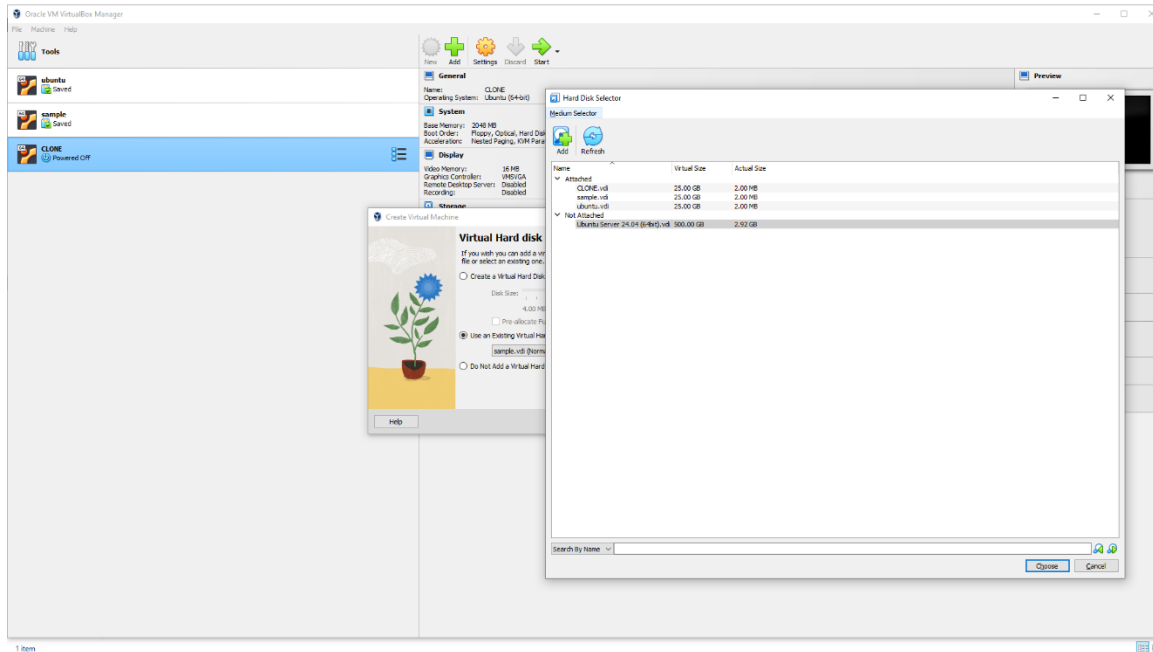 Oracle VM VirtualBox Manager
File Machine Help
Tools
New Add Settings Discard Start
ubuntu
Saved
sample
Saved
CLONE
Powered Off
General
Name: CLONE
Operating System: Ubuntu (64-bit)
System
Base Memory: 2048 MB
Boot Order: Floppy, Optical, Hard Disk
Acceleration: Nested Paging, KVM Para
Display
Video Memory: 16 MB
Graphics Controller: VMSVGA
Remote Desktop Server: Disabled
Recording: Disabled
Storage
Preview
Create Virtual Machine
Virtual Hard disk
If you wish you can add a vir
file or select an existing one.
Create a Virtual Hard Disk
Disk Size:
4.00 MB
Pre-allocate Fu
Use an Existing Virtual Har
sample.vdi (Norma
Do Not Add a Virtual Hard
Help
Hard Disk Selector
Medium Selector
Add Refresh
Name Virtual Size Actual Size
Attached
CLONE.vdi 25.00 GB 2.00 MB
sample.vdi 25.00 GB 2.00 MB
ubuntu.vdi 25.00 GB 2.00 MB
Not Attached
Ubuntu Server 24.04 (64bit).vdi 500.00 GB 2.92 GB
Search By Name
Choose Cancel
1 item